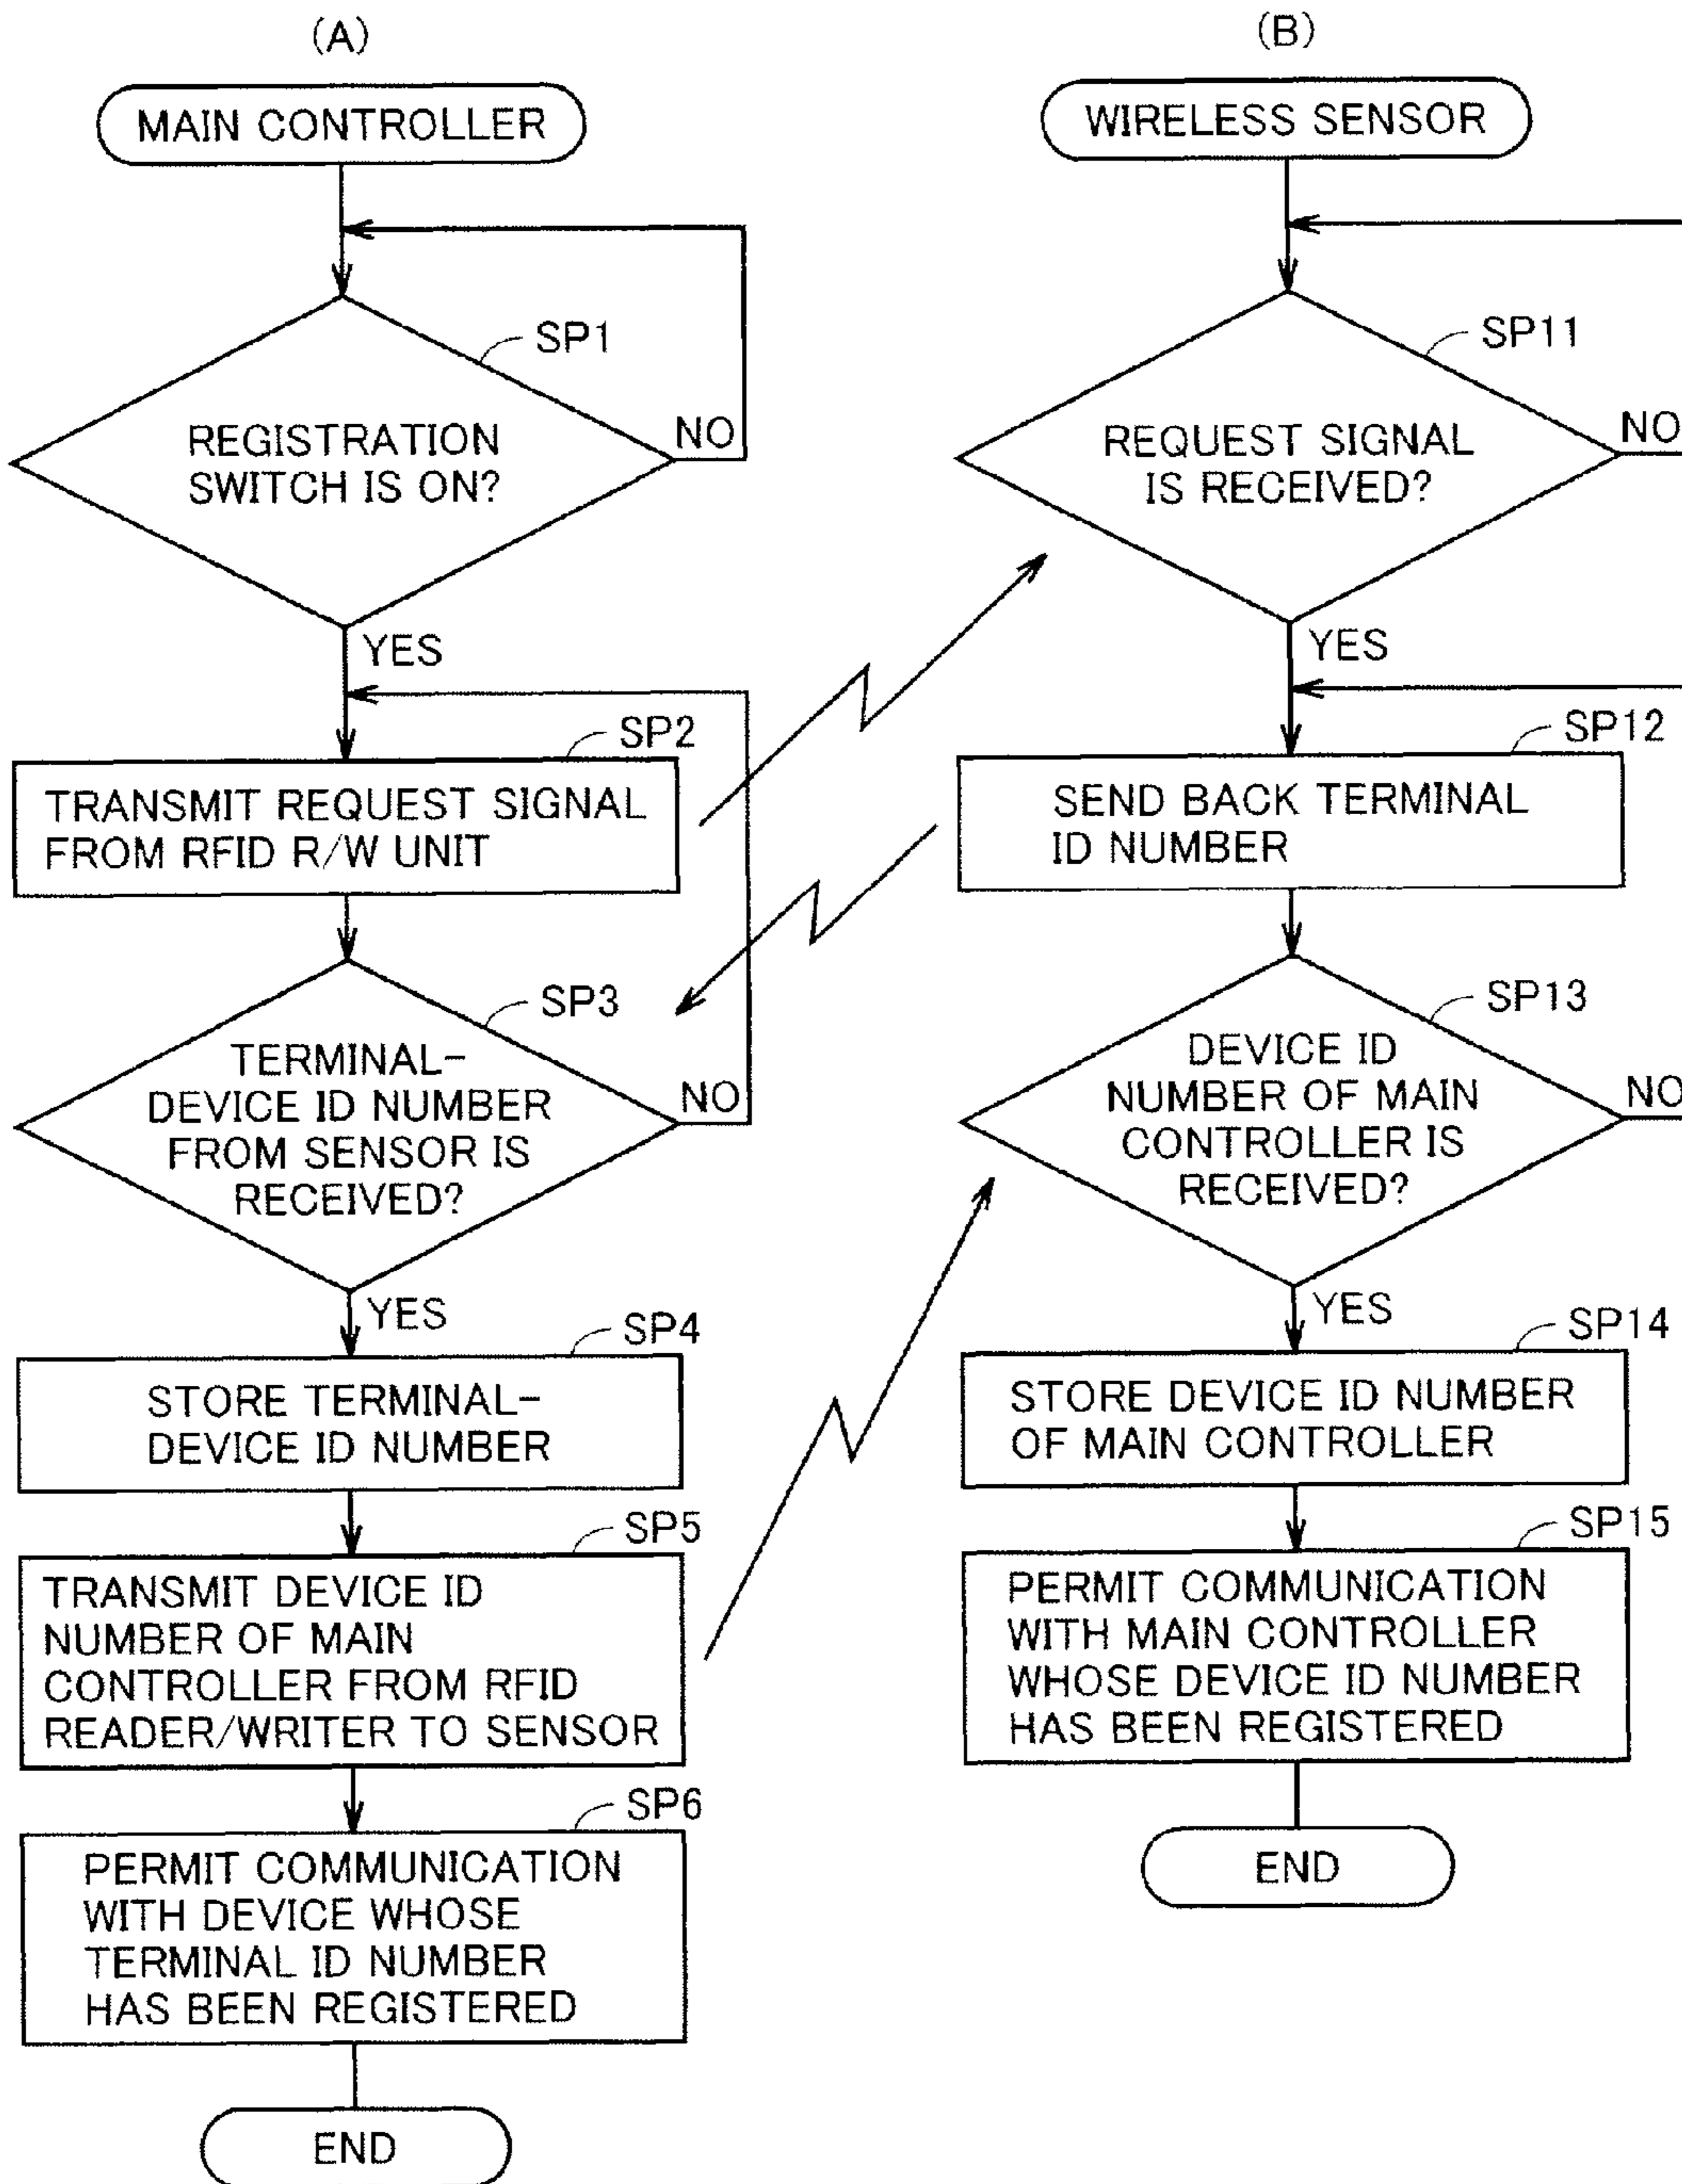 (A)
MAIN CONTROLLER
SP1
REGISTRATION
SWITCH IS ON?
NO
YES
SP2
TRANSMIT REQUEST SIGNAL
FROM RFID R/W UNIT
SP3
TERMINAL-
DEVICE ID NUMBER
FROM SENSOR IS
RECEIVED?
NO
YES
SP4
STORE TERMINAL-
DEVICE ID NUMBER
SP5
TRANSMIT DEVICE ID
NUMBER OF MAIN
CONTROLLER FROM RFID
READER/WRITER TO SENSOR
SP6
PERMIT COMMUNICATION
WITH DEVICE WHOSE
TERMINAL ID NUMBER
HAS BEEN REGISTERED
END
(B)
WIRELESS SENSOR
SP11
REQUEST SIGNAL
IS RECEIVED?
NO
YES
SP12
SEND BACK TERMINAL
ID NUMBER
SP13
DEVICE ID
NUMBER OF MAIN
CONTROLLER IS
RECEIVED?
NO
YES
SP14
STORE DEVICE ID NUMBER
OF MAIN CONTROLLER
SP15
PERMIT COMMUNICATION
WITH MAIN CONTROLLER
WHOSE DEVICE ID NUMBER
HAS BEEN REGISTERED
END